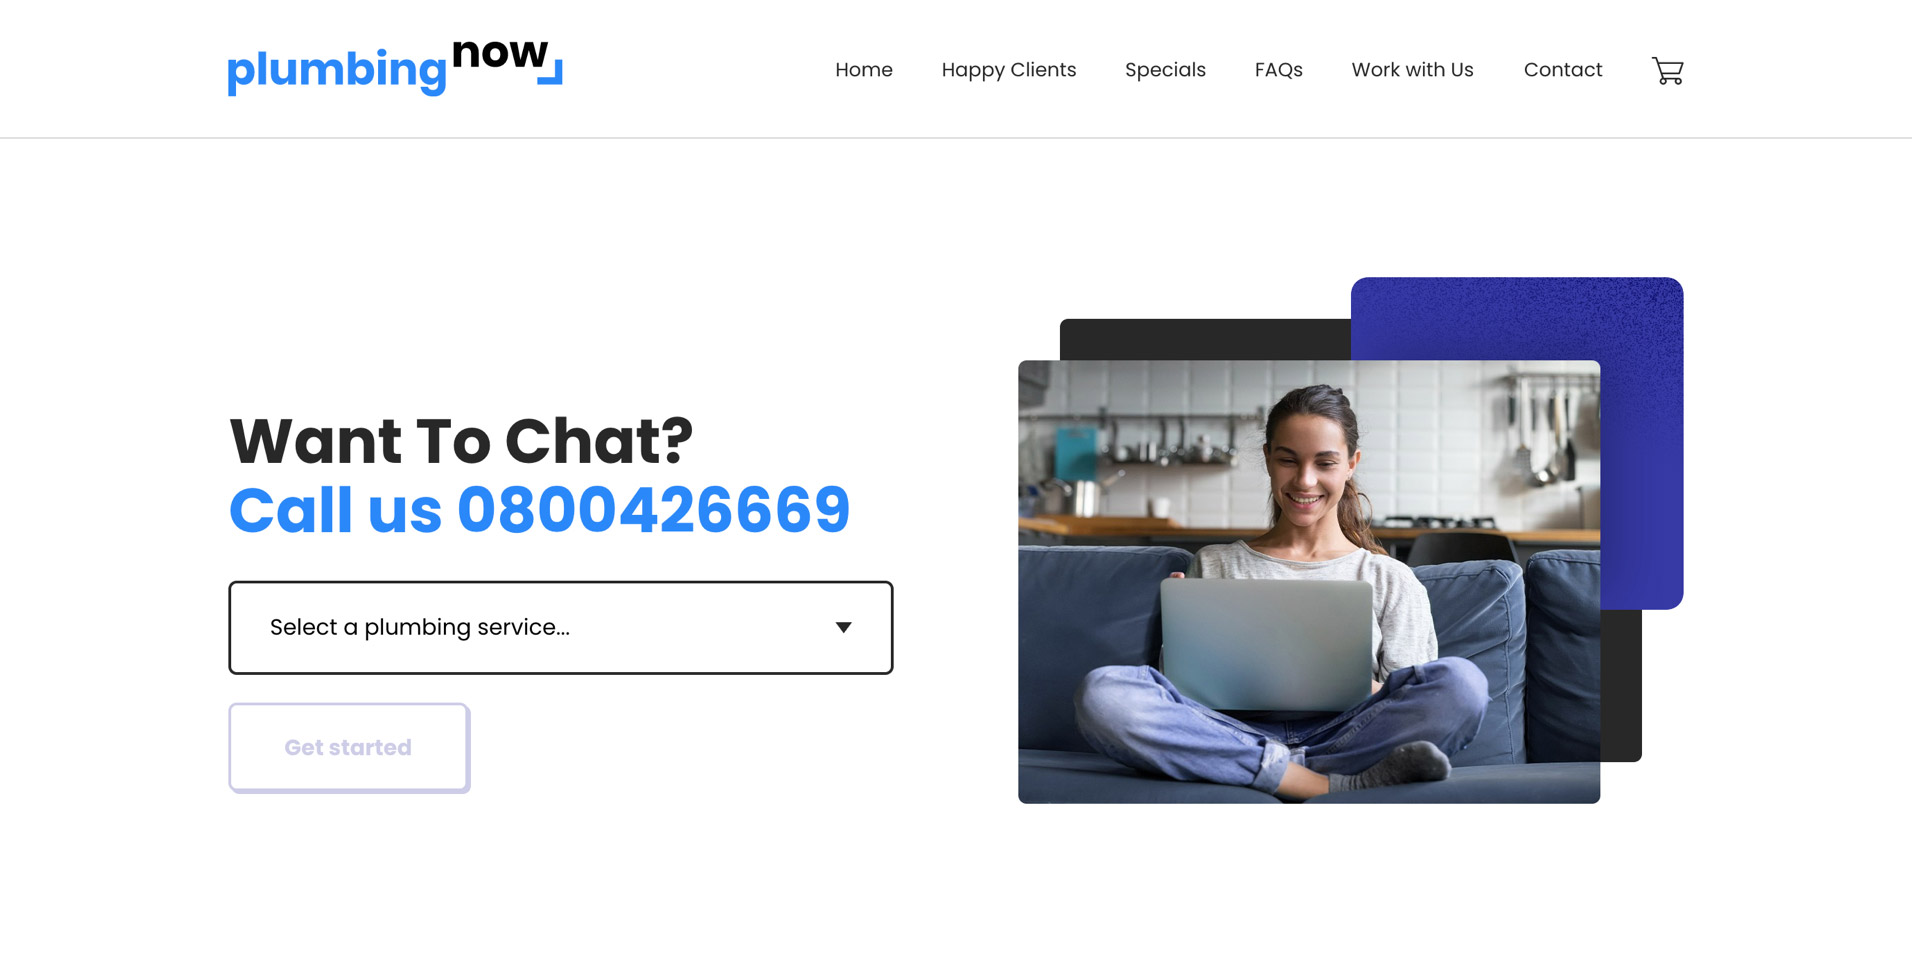 plumbing now
Home Happy Clients Specials FAQs Work with Us Contact
Want To Chat?
Call us 0800426669
Select a plumbing service...
Get started